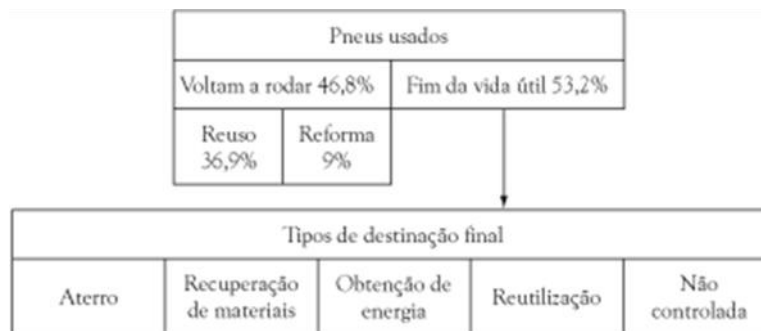 Pneus usados
Voltam a rodar 46,8%
Fim da vida útil 53,2%
Reuso
36,9%
Reforma
9%
Tipos de destinação final
Aterro
Recuperação
de materiais
Obtenção de
energia
Reutilização
Não
controlada